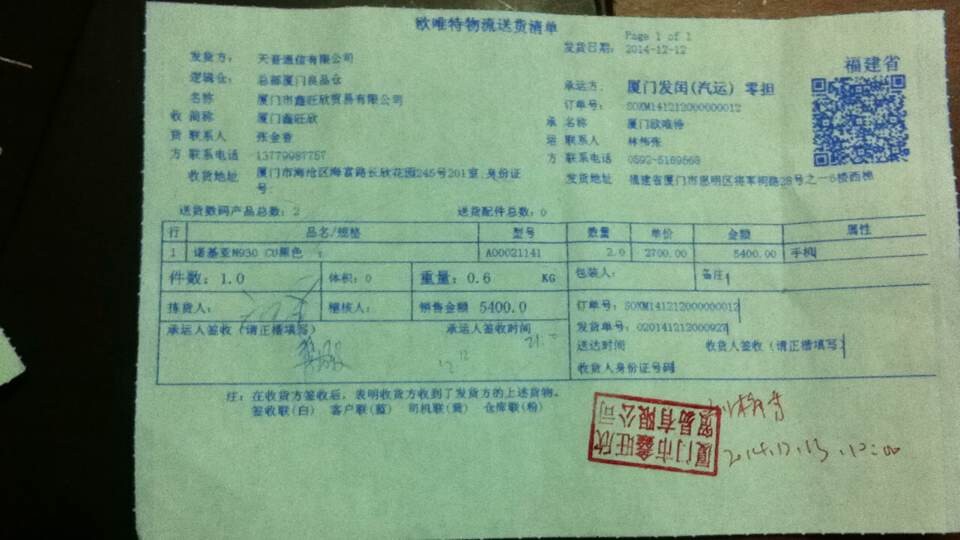 欧唯特物流送货清单
Page 1 of 1
发货日期: 2014-12-12
福建省
发货方: 天音通信有限公司
逻辑仓: 总部厦门良品仓
承运方: 厦门发闵(汽运) 零担
名称 厦门市鑫旺欣贸易有限公司
订单号: SOXM141212000000012
收 简称 厦门鑫旺欣
承 名称 厦门欧唯特
货 联系人 张金香
运 联系人 林伟张
方 联系电话 13779987757
方 联系电话 0592-5189668
收货地址 厦门市海沧区海富路长欣花园245号201室,身份证号:
发货地址 福建省厦门市思明区将军祠路28号之一6楼西梯
送货数码产品总数: 2 送货配件总数: 0
行 品名/规格 型号 数量 单价 金额 属性
1 诺基亚N930 CU黑色 ; A00021141 2.0 2700.00 5400.00 手机
件数: 1.0 体积: 0 重量: 0.6 KG 包装人: 备注
拣货人: 稽核人: 销售金额 5400.0 订单号: SOXM141212000000012
承运人签收 (请正楷填写) 承运人签收时间
发货单号: 020141212000927
送达时间 收货人签收 (请正楷填写)
收货人身份证号码
注: 在收货方签收后, 表明收货方收到了发货方的上述货物。
签收联(白) 客户联(蓝) 司机联(黄) 仓库联(粉)
厦门市鑫旺欣
贸易有限公司
2014.12.13. 12:00